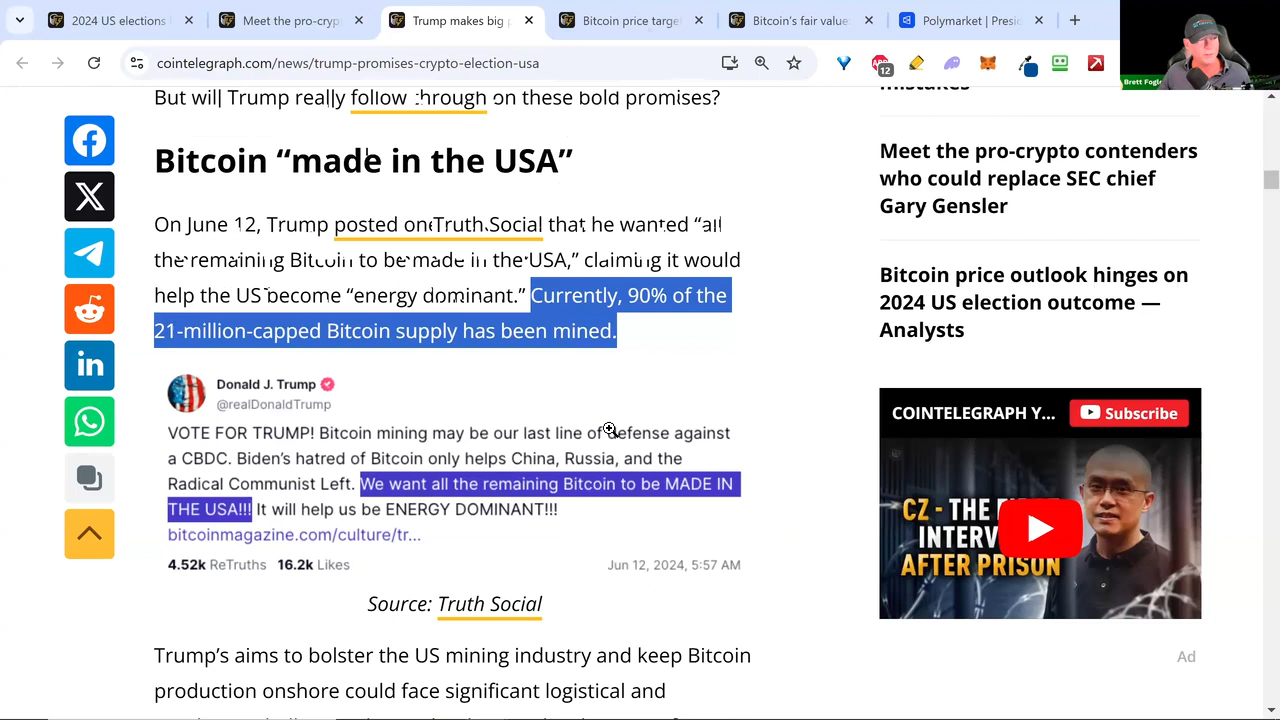 2024 US elections
Meet the pro-cryp
Trump makes big
Bitcoin price targe
Bitcoin's fair value
Polymarket | Presi
cointelegraph.com/news/trump-promises-crypto-election-usa
12
Brett Fogle
But will Trump really follow through on these bold promises?
mistakes
Bitcoin “made in the USA”
Meet the pro-crypto contenders
who could replace SEC chief
Gary Gensler
On June 12, Trump posted on Truth Social that he wanted “all
the remaining Bitcoin to be made in the USA,” claiming it would
help the US become “energy dominant.” Currently, 90% of the
21-million-capped Bitcoin supply has been mined.
Bitcoin price outlook hinges on
2024 US election outcome —
Analysts
Donald J. Trump
@realDonaldTrump
VOTE FOR TRUMP! Bitcoin mining may be our last line of defense against
a CBDC. Biden’s hatred of Bitcoin only helps China, Russia, and the
Radical Communist Left. We want all the remaining Bitcoin to be MADE IN
THE USA!!! It will help us be ENERGY DOMINANT!!!
bitcoinmagazine.com/culture/tr...
4.52k ReTruths 16.2k Likes Jun 12, 2024, 5:57 AM
Source: Truth Social
COINTELEGRAPH Y... Subscribe
CZ - THE FIRST
INTERVIEW
AFTER PRISON
Ad
Trump’s aims to bolster the US mining industry and keep Bitcoin
production onshore could face significant logistical and